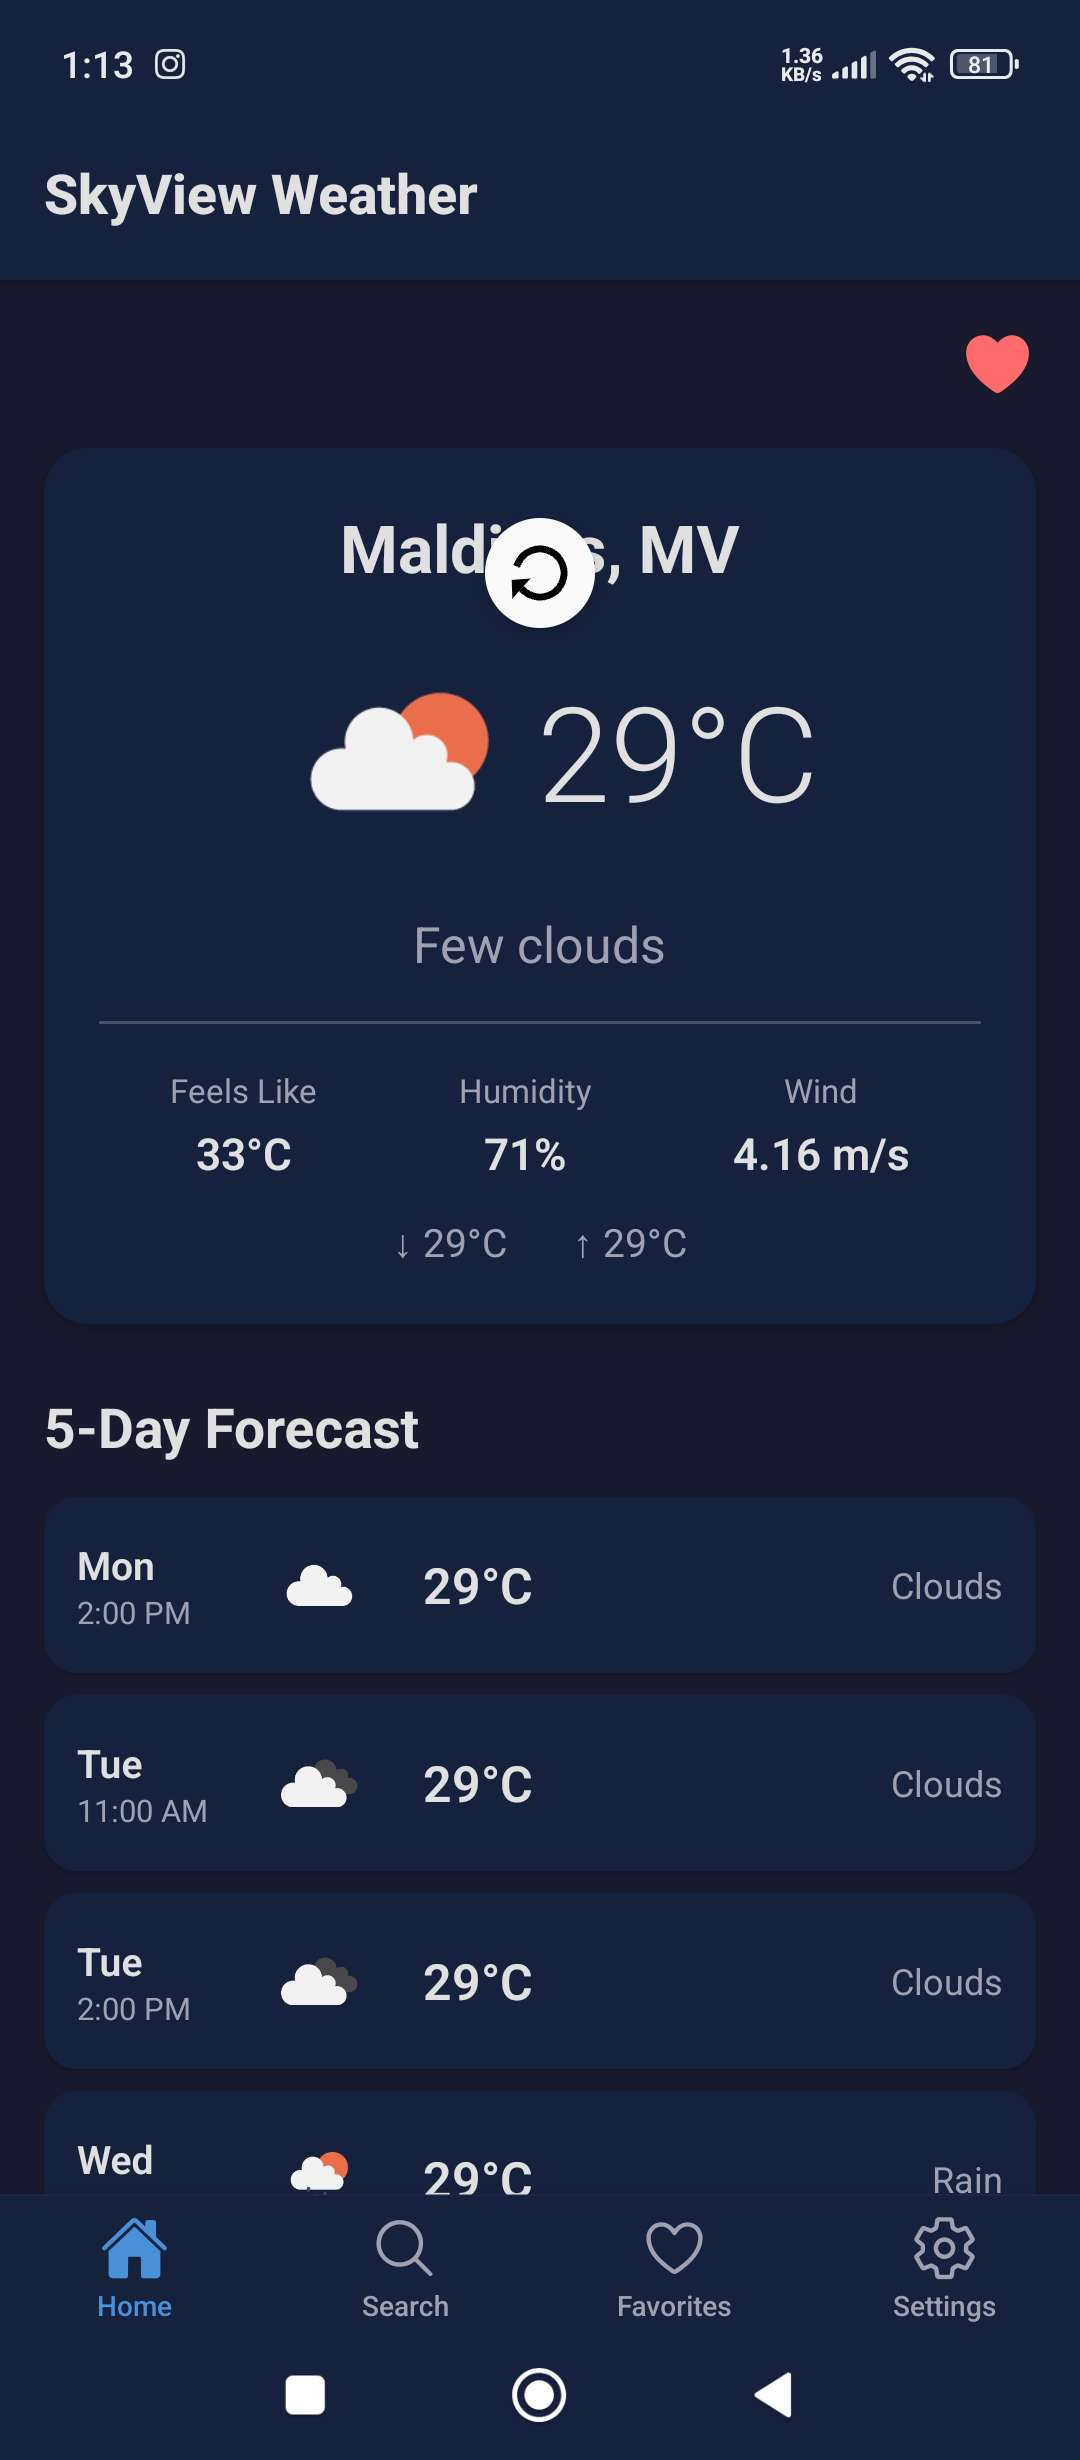 1:13
1.36
KB/s
81
SkyView Weather
MV
29°C
Few clouds
Feels Like Humidity Wind
33°C 71% 4.16 m/s
↓ 29°C ↑ 29°C
5-Day Forecast
Mon
2:00 PM
29°C
Clouds
Tue
11:00 AM
29°C
Clouds
Tue
2:00 PM
29°C
Clouds
Wed
29°C
Rain
Home Search Favorites Settings